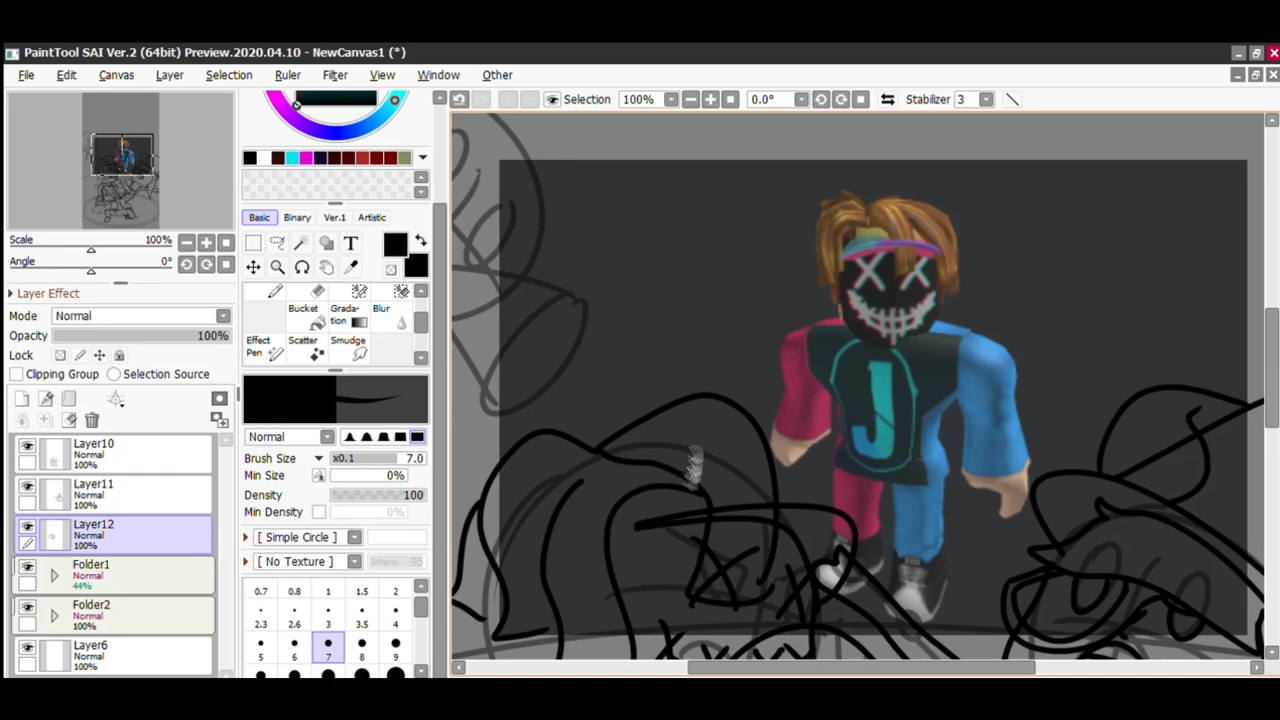 PaintTool SAI Ver.2 (64bit) Preview.2020.04.10 - NewCanvas1 (*)
File Edit Canvas Layer Selection Ruler Filter View Window Other
Selection 100% 0.0° Stabilizer 3
Scale 100%
Angle 0°
Layer Effect
Mode Normal
Opacity 100%
Lock
Clipping Group Selection Source
Layer10
Normal
100%
Layer11
Normal
100%
Layer12
Normal
100%
Folder1
Normal
44%
Folder2
Normal
100%
Layer6
Normal
100%
Basic Binary Ver.1 Artistic
T
Bucket Grada-tion Blur
Effect Pen Scatter Smudge
Normal
Brush Size x0.1 7.0
Min Size 0%
Density 100
Min Density 0%
[ Simple Circle ]
[ No Texture ] Intens. 95
0.7 0.8 1 1.5 2
2.3 2.6 3 3.5 4
5 6 7 8 9
J